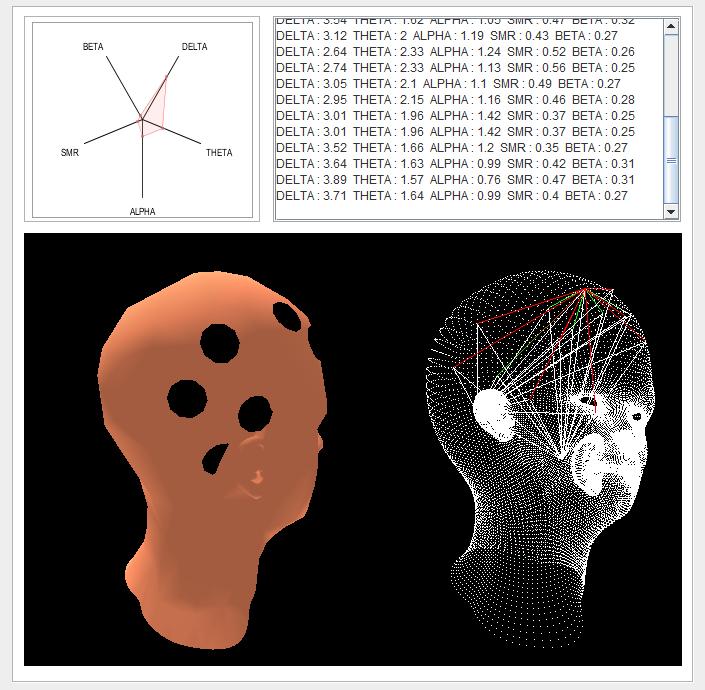 BETA
DELTA
SMR
THETA
ALPHA
DELTA : 3.54 THETA : 1.62 ALPHA : 1.05 SMR : 0.47 BETA : 0.32
DELTA : 3.12 THETA : 2 ALPHA : 1.19 SMR : 0.43 BETA : 0.27
DELTA : 2.64 THETA : 2.33 ALPHA : 1.24 SMR : 0.52 BETA : 0.26
DELTA : 2.74 THETA : 2.33 ALPHA : 1.13 SMR : 0.56 BETA : 0.25
DELTA : 3.05 THETA : 2.1 ALPHA : 1.1 SMR : 0.49 BETA : 0.27
DELTA : 2.95 THETA : 2.15 ALPHA : 1.16 SMR : 0.46 BETA : 0.28
DELTA : 3.01 THETA : 1.96 ALPHA : 1.42 SMR : 0.37 BETA : 0.25
DELTA : 3.01 THETA : 1.96 ALPHA : 1.42 SMR : 0.37 BETA : 0.25
DELTA : 3.52 THETA : 1.66 ALPHA : 1.2 SMR : 0.35 BETA : 0.27
DELTA : 3.64 THETA : 1.63 ALPHA : 0.99 SMR : 0.42 BETA : 0.31
DELTA : 3.89 THETA : 1.57 ALPHA : 0.76 SMR : 0.47 BETA : 0.31
DELTA : 3.71 THETA : 1.64 ALPHA : 0.99 SMR : 0.4 BETA : 0.27